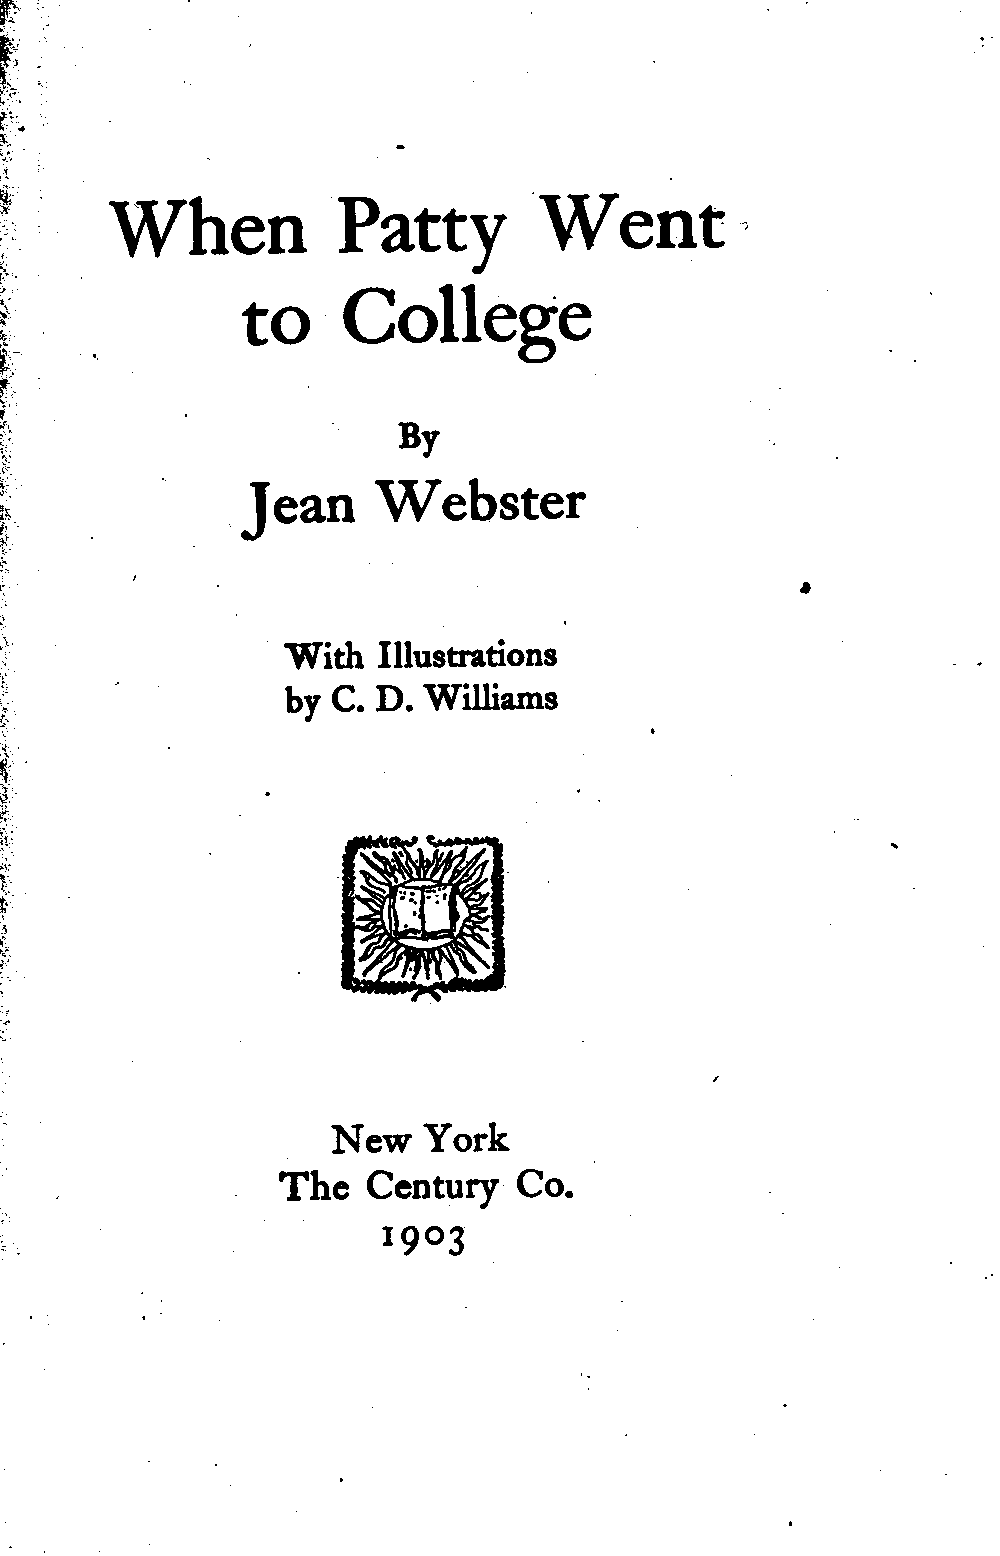 When Patty Went
to College
By
Jean Webster
With Illustrations
by C. D. Williams
New York
The Century Co.
1903